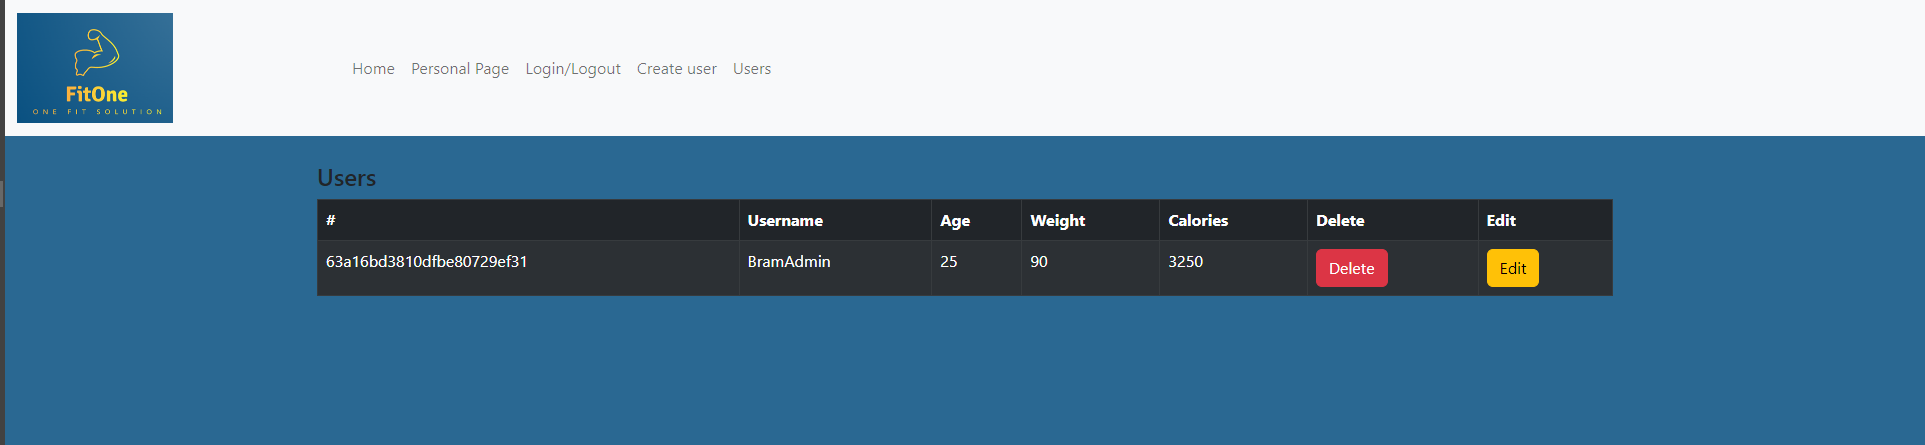 FitOne
ONE FIT SOLUTION
Home Personal Page Login/Logout Create user Users
Users
# Username Age Weight Calories Delete Edit
63a16bd3810dfbe80729ef31 BramAdmin 25 90 3250 Delete Edit